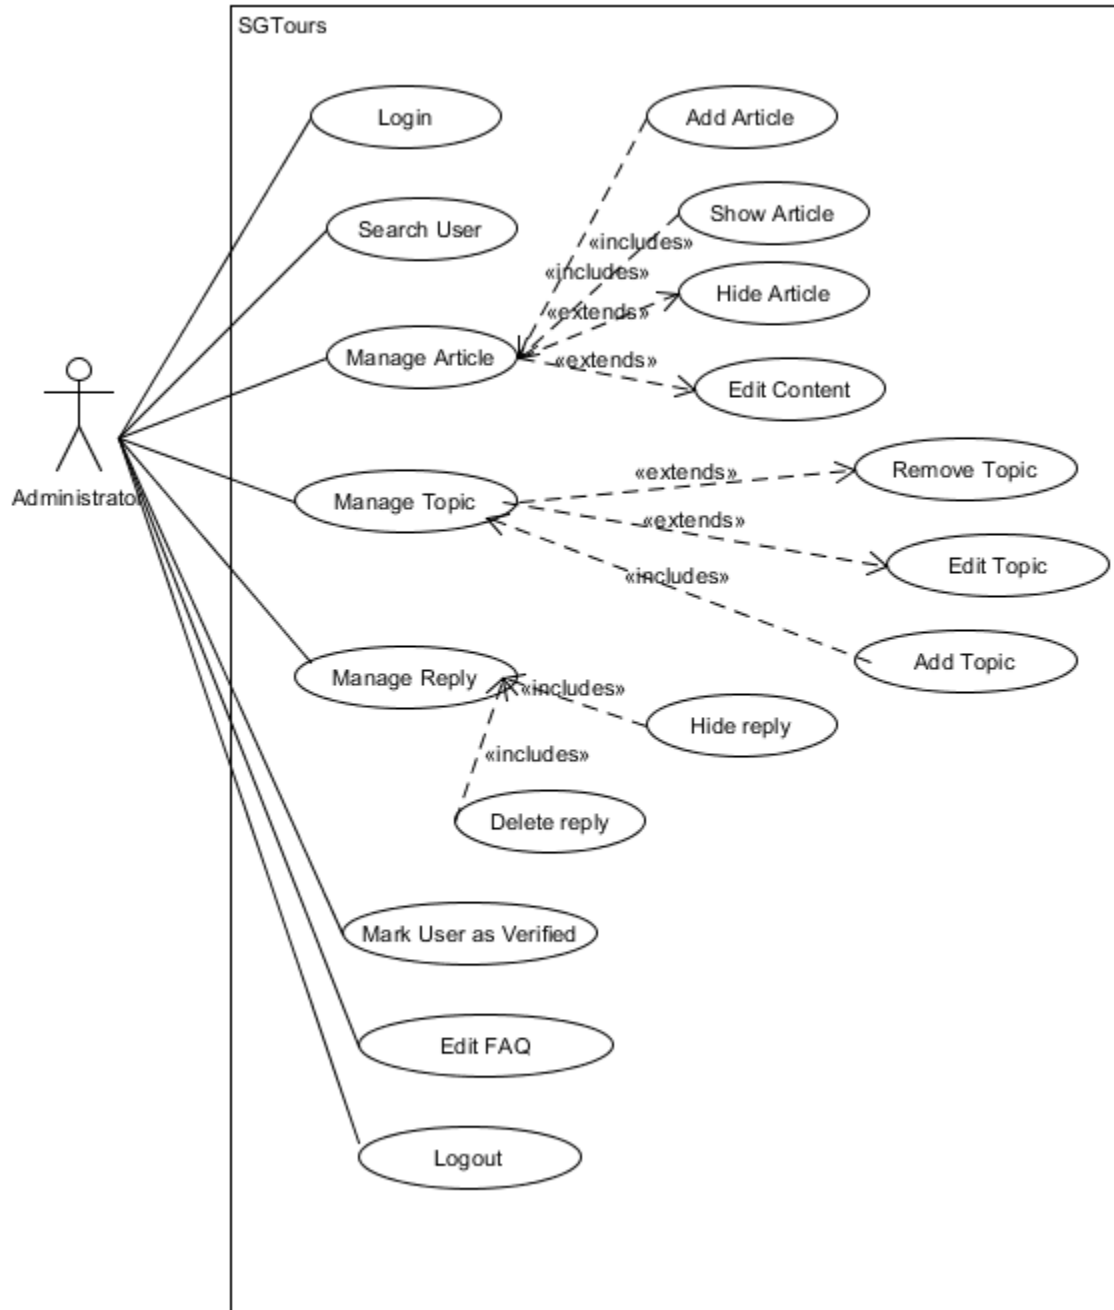 SGTours
Login
Add Article
Search User
Show Article
«includes»
«includes»
Hide Article
«extends»
Manage Article
«extends»
Edit Content
Administrator
Manage Topic
«extends»
Remove Topic
«extends»
Edit Topic
«includes»
Add Topic
Manage Reply
«includes»
Hide reply
«includes»
Delete reply
Mark User as Verified
Edit FAQ
Logout